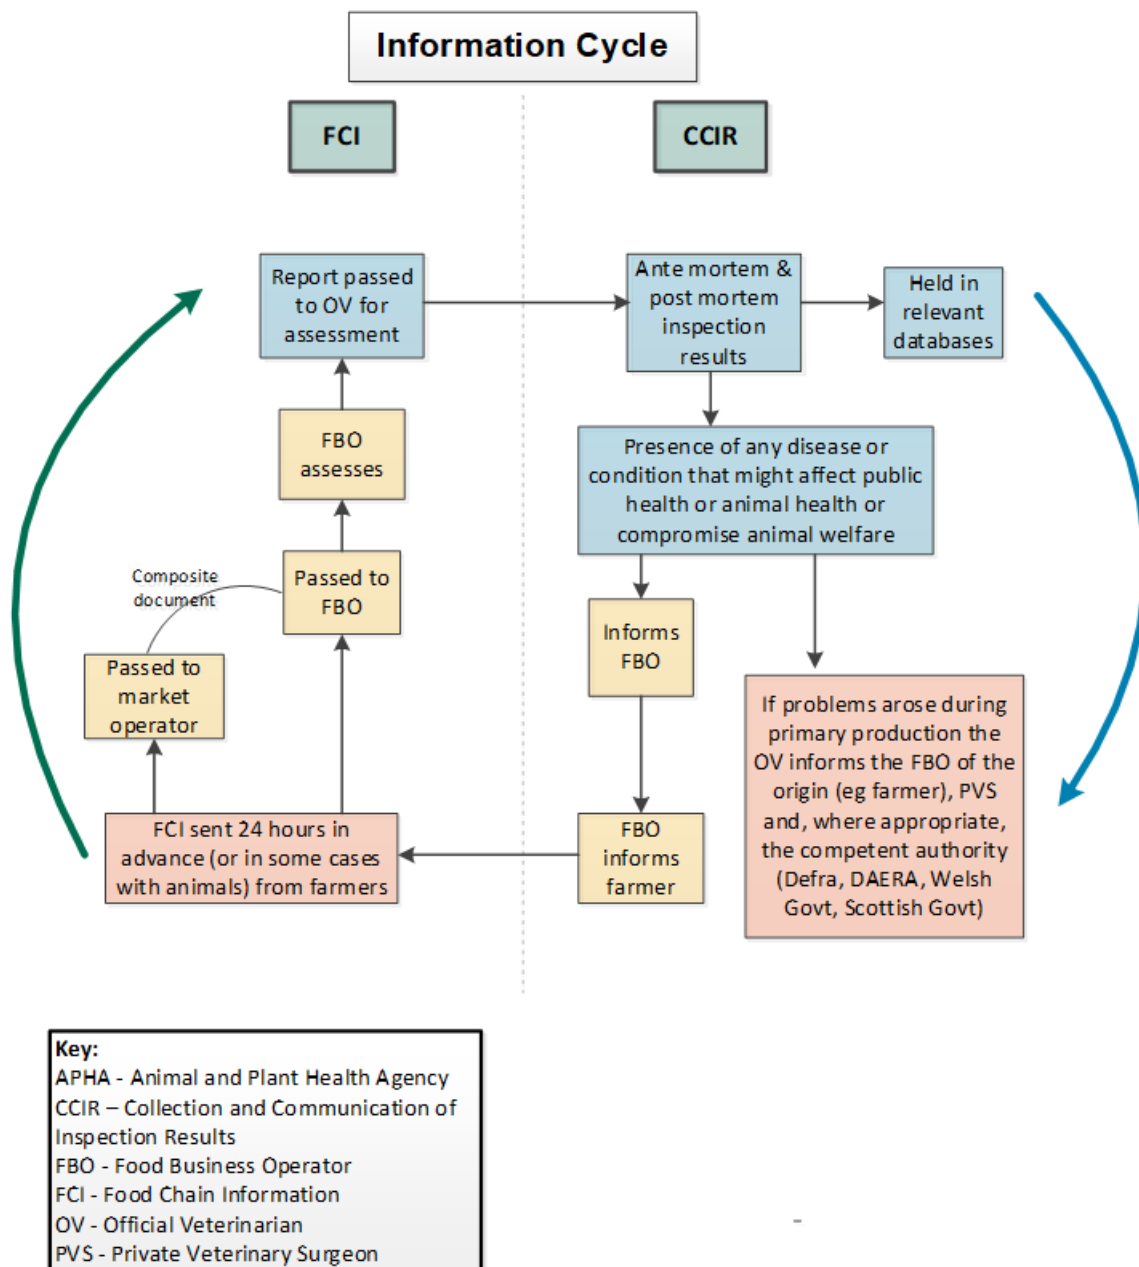 Information Cycle
FCI
CCIR
Report passed
to OV for
assessment
Ante mortem &
post mortem
inspection
results
Held in
relevant
databases
FBO
assesses
Presence of any disease or
condition that might affect public
health or animal health or
compromise animal welfare
Composite
document
Passed to
FBO
Informs
FBO
Passed to
market
operator
If problems arose during
primary production the
OV informs the FBO of the
origin (eg farmer), PVS
and, where appropriate,
the competent authority
(Defra, DAERA, Welsh
Govt, Scottish Govt)
FCI sent 24 hours in
advance (or in some cases
with animals) from farmers
FBO
informs
farmer
Key:
APHA - Animal and Plant Health Agency
CCIR – Collection and Communication of
Inspection Results
FBO - Food Business Operator
FCI - Food Chain Information
OV - Official Veterinarian
PVS - Private Veterinary Surgeon